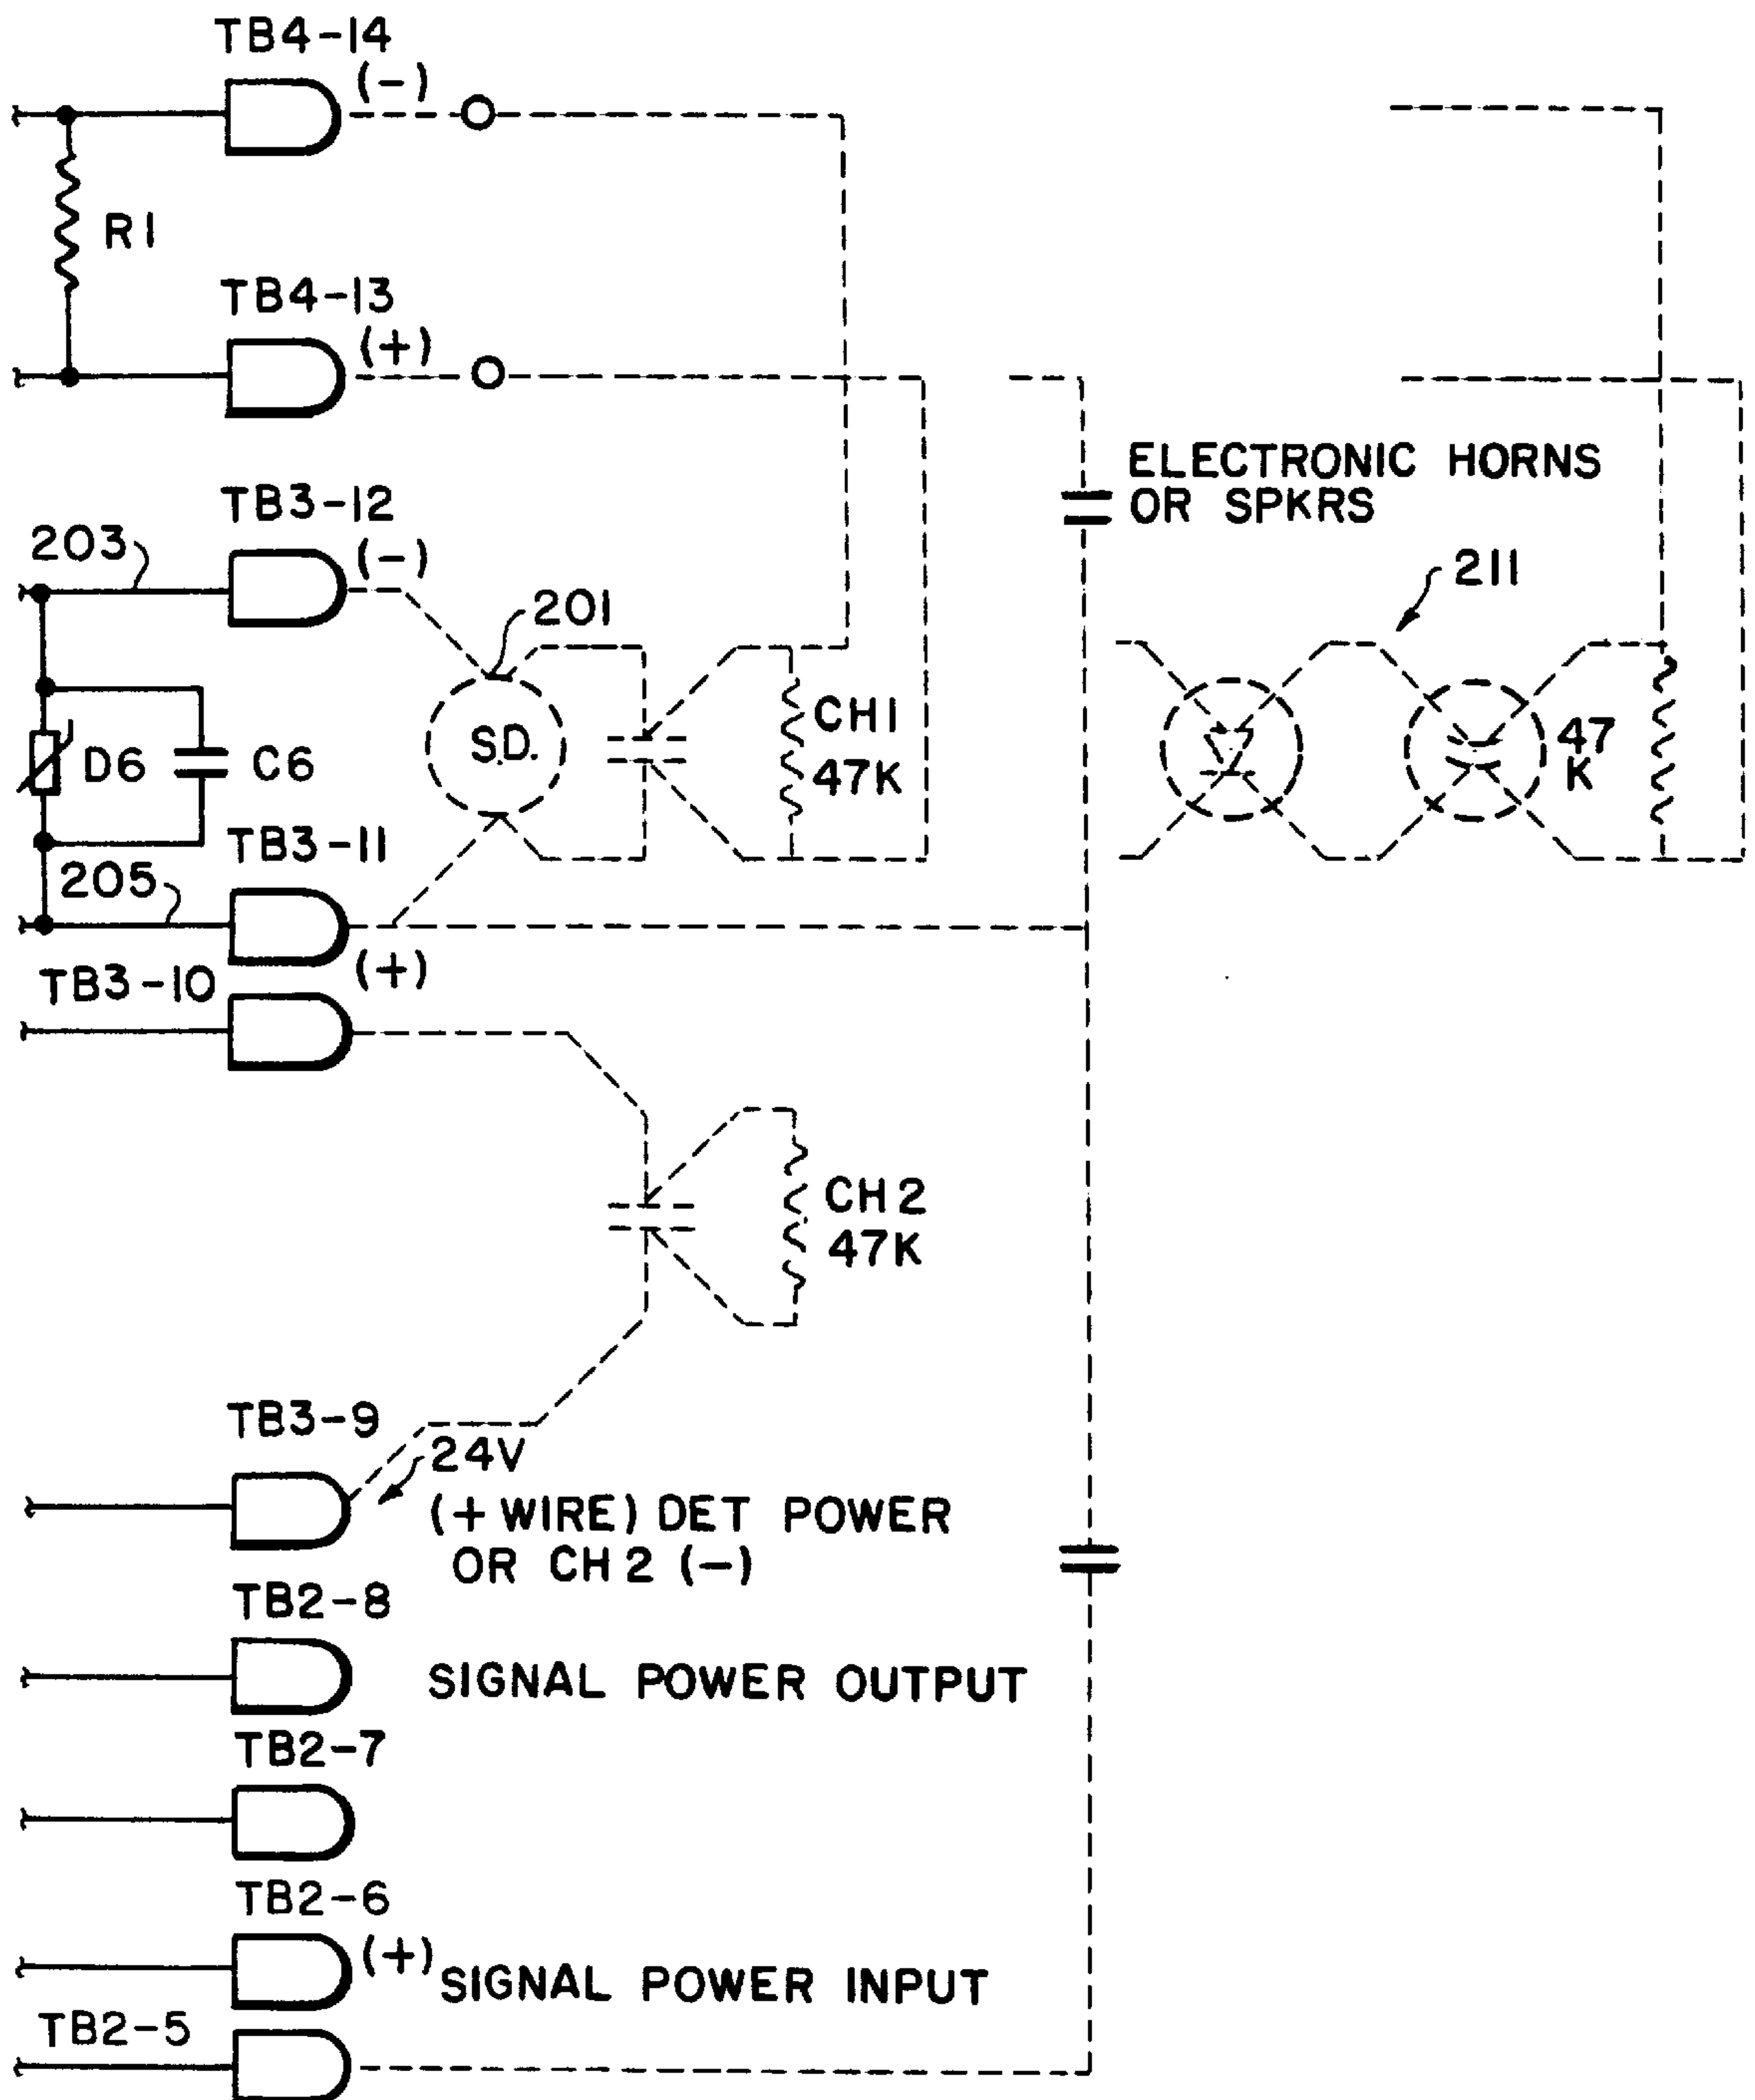 TB4-14
(-)
R1
TB4-13
(+)
ELECTRONIC HORNS
OR SPKRS
TB3-12
(-)
203
201
211
S.D.
CH1
47K
47
K
D6
C6
TB3-11
205
(+)
TB3-10
CH2
47K
TB3-9
24V
(+ WIRE) DET POWER
OR CH2 (-)
TB2-8
SIGNAL POWER OUTPUT
TB2-7
TB2-6
(+)
SIGNAL POWER INPUT
TB2-5